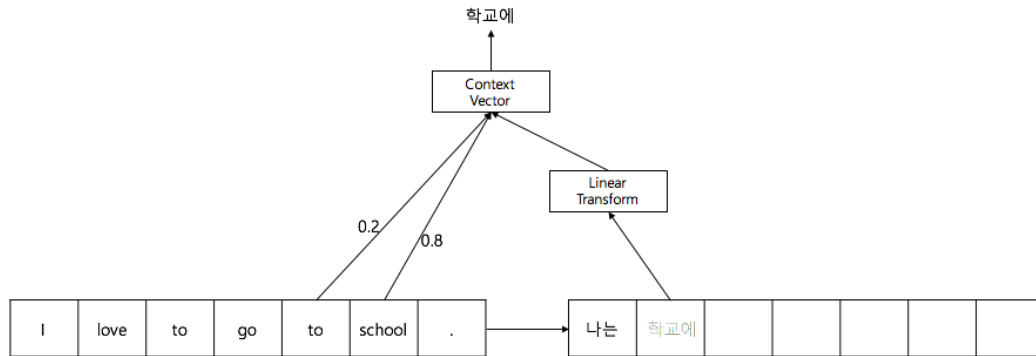 학교에
Context
Vector
Linear
Transform
0.2
0.8
I love to go to school .
나는 학교에